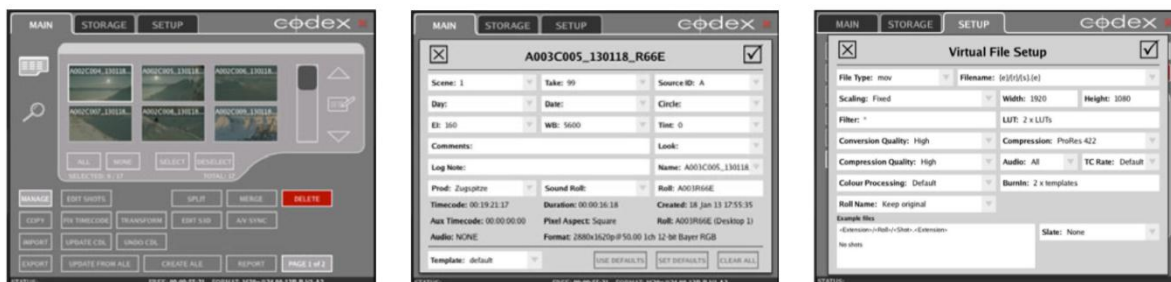 MAIN STORAGE SETUP codex
A002C004_130118... A002C005_130118... A002C006_130118...
A002C007_130118... A002C008_130118...
ALL NONE SELECT DESELECT
MANAGE EDIT SHOTS SPLIT MERGE DELETE
COPY FIX TIMECODE TRANSFORM EDIT S3D A/V SYNC
IMPORT UPDATE CDL UNDO CDL
EXPORT UPDATE FROM ALE CREATE ALE REPORT PAGE 1 of 2
STATUS:
MAIN STORAGE SETUP codex
A003C005_130118_R66E
Scene: 1 Take: 99 Source ID: A
Day: Date: Circle:
EI: 160 WB: 5600 Tint: 0
Comments: Look:
Log Note: Name: A003C005_130118_
Prod: Zugspitze Sound Roll: Roll: A003R66E
Timecode: 00:19:21:17 Duration: 00:00:16:18 Created: 18 Jan 13 17:55:35
Aux Timecode: 00:00:00:00 Pixel Aspect: Square Roll: A003R66E (Desktop 1)
Audio: NONE Format: 2880x1620p@50.00 1ch 12-bit Bayer RGB
Template: default USE DEFAULTS SET DEFAULTS CLEAR ALL
MAIN STORAGE SETUP codex
Virtual File Setup
File Type: mov Filename: {e}/{r}/{s}.{e}
Scaling: Fixed Width: 1920 Height: 1080
Filter: * LUT: 2 x LUTs
Conversion Quality: High Compression: ProRes 422
Compression Quality: High Audio: All TC Rate: Default
Colour Processing: Default BurnIn: 2 x templates
Roll Name: Keep original
Example files
<Extension>/<Roll>/<Shot>.<Extension>
No shots
Slate: None
STATUS: